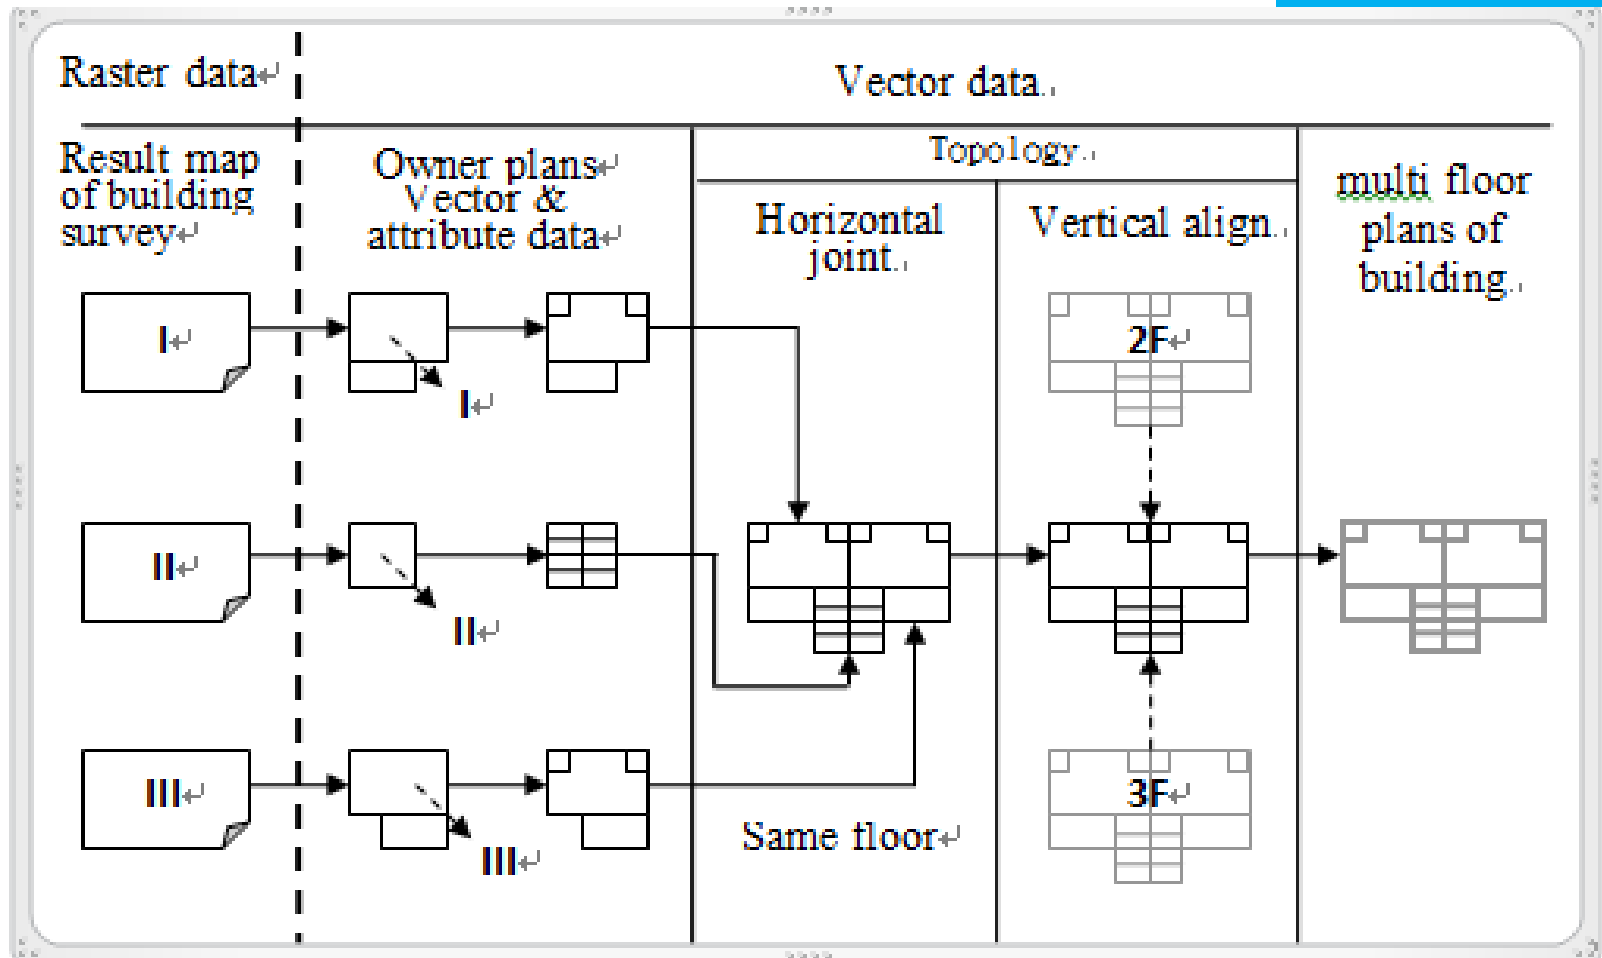 Raster data
Vector data
Result map
of building
survey
Owner plans
Vector &
attribute data
Topology
Horizontal
joint
Vertical align
multi floor
plans of
building
I
I
2F
II
II
III
III
3F
Same floor